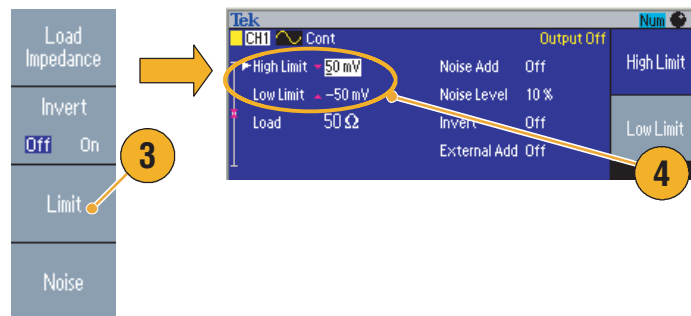 Load
Impedance
Invert
Off On
Limit
Noise
3
Tek
Num
CH1 Cont Output Off
High Limit 50 mV Noise Add Off
Low Limit -50 mV Noise Level 10 %
Load 50 Ω Invert Off
External Add Off
High Limit
Low Limit
4